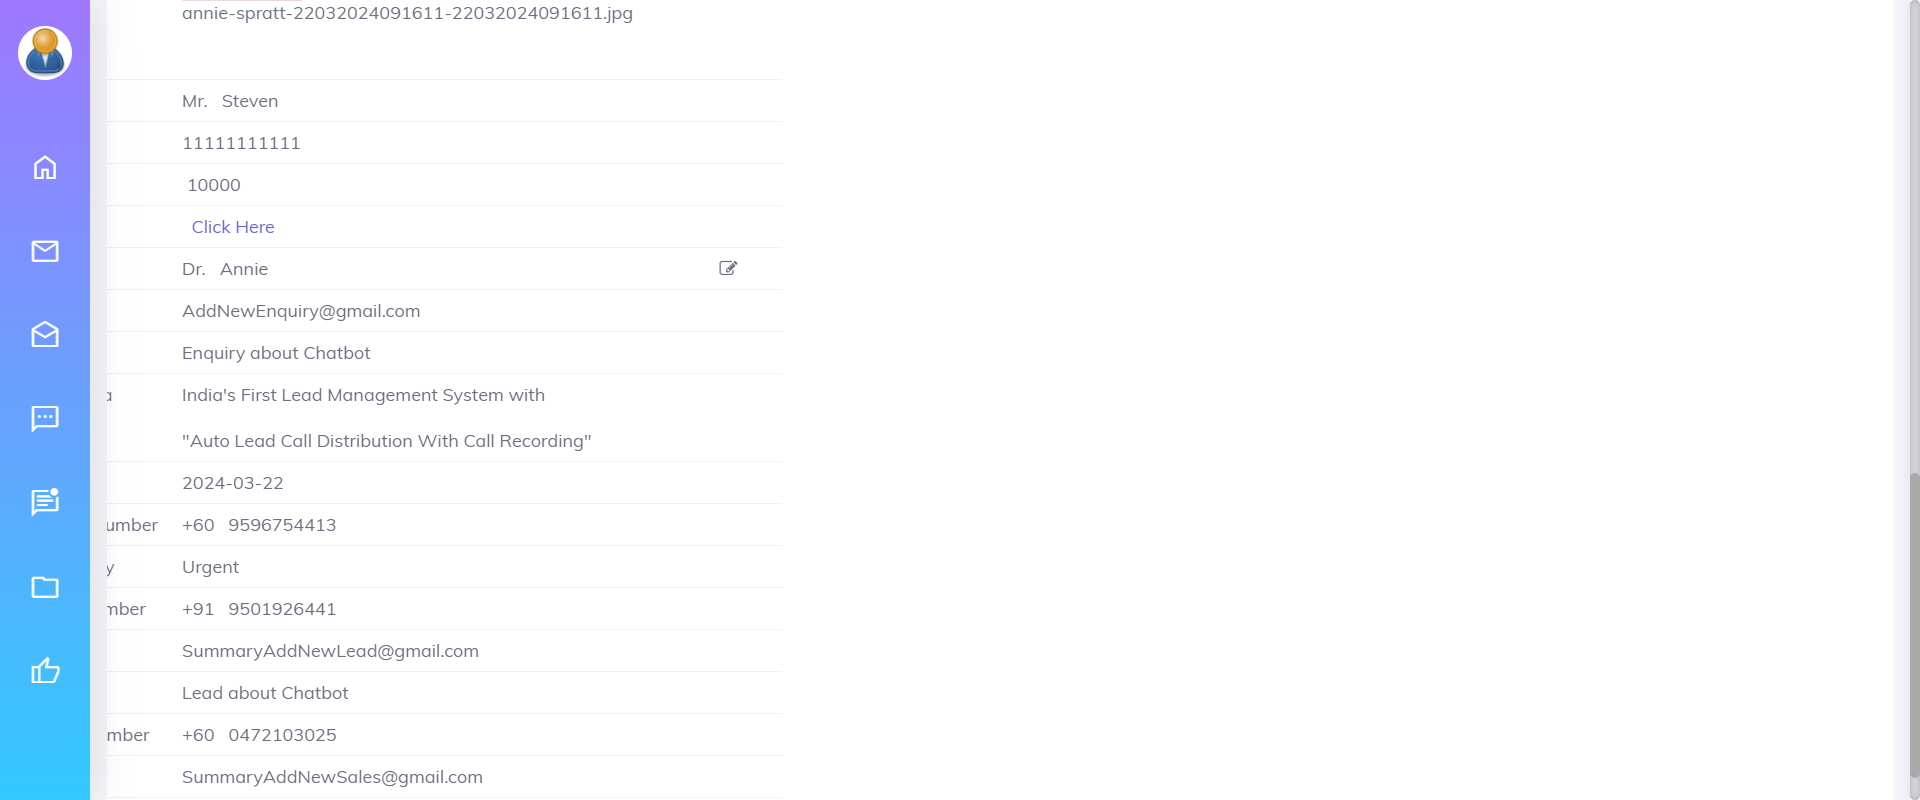 annie-spratt-22032024091611-22032024091611.jpg
Mr. Steven
11111111111
10000
Click Here
Dr. Annie
AddNewEnquiry@gmail.com
Enquiry about Chatbot
India's First Lead Management System with
"Auto Lead Call Distribution With Call Recording"
2024-03-22
umber +60 9596754413
y Urgent
mber +91 9501926441
SummaryAddNewLead@gmail.com
Lead about Chatbot
mber +60 0472103025
SummaryAddNewSales@gmail.com